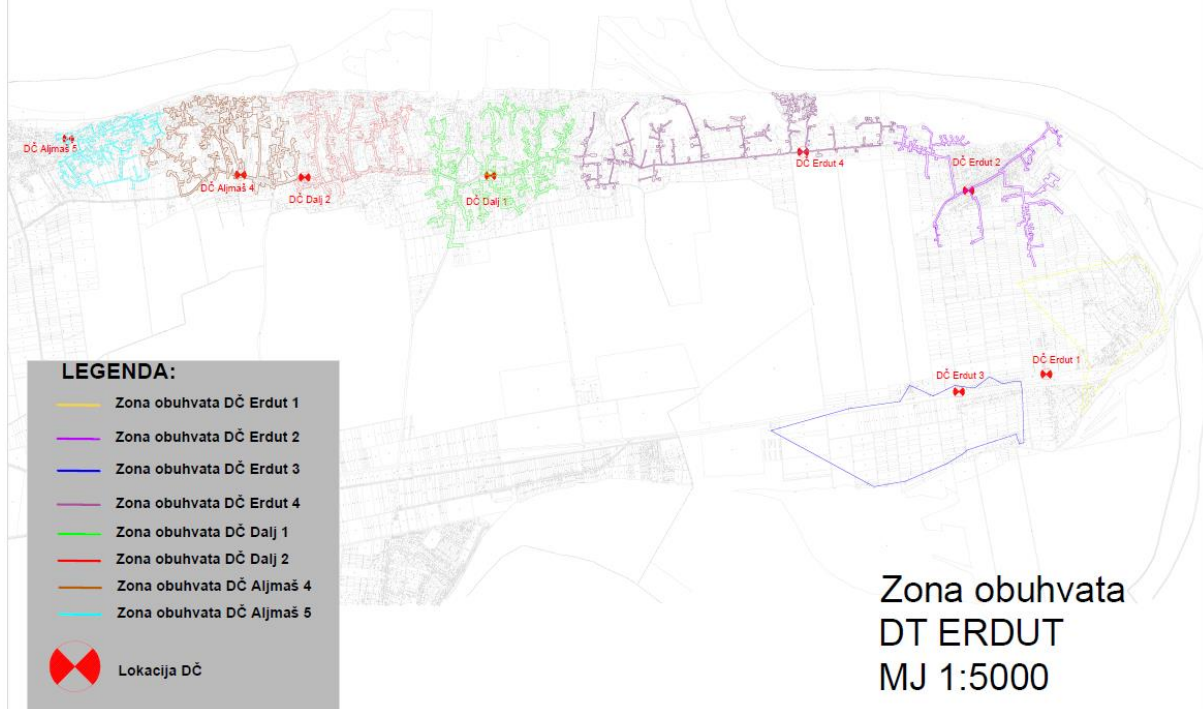 DČ Aljmaš 5
DČ Aljmaš 4
DČ Dalj 2
DČ Dalj 1
DČ Erdut 4
DČ Erdut 2
DČ Erdut 1
DČ Erdut 3
LEGENDA:
Zona obuhvata DČ Erdut 1
Zona obuhvata DČ Erdut 2
Zona obuhvata DČ Erdut 3
Zona obuhvata DČ Erdut 4
Zona obuhvata DČ Dalj 1
Zona obuhvata DČ Dalj 2
Zona obuhvata DČ Aljmaš 4
Zona obuhvata DČ Aljmaš 5
Lokacija DČ
Zona obuhvata
DT ERDUT
MJ 1:5000